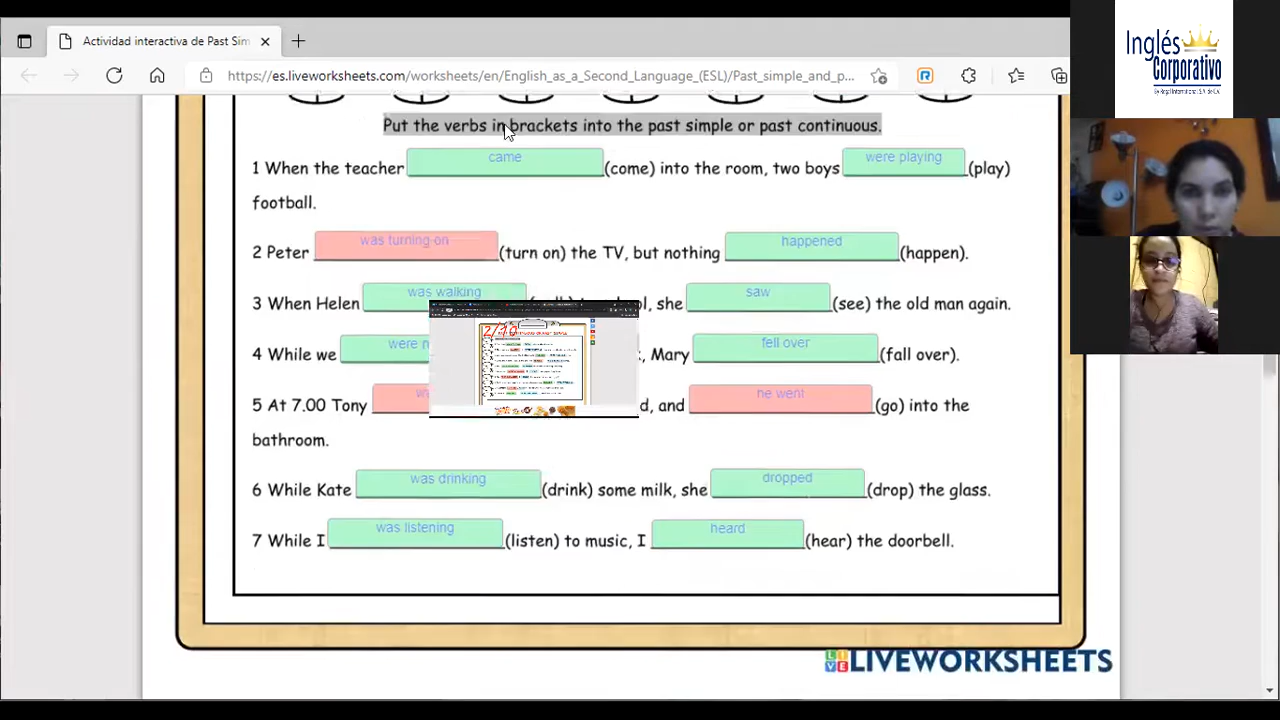 Actividad interactiva de Past Sim
https://es.liveworksheets.com/worksheets/en/English_as_a_Second_Language_(ESL)/Past_simple_and_p...
Inglés
Corporativo
Put the verbs in brackets into the past simple or past continuous.
1 When the teacher came (come) into the room, two boys were playing (play)
football.
2 Peter was turning on (turn on) the TV, but nothing happened (happen).
3 When Helen was walking she saw (see) the old man again.
2/10
4 While we were Mary fell over (fall over).
5 At 7.00 Tony and he went (go) into the
bathroom.
6 While Kate was drinking (drink) some milk, she dropped (drop) the glass.
7 While I was listening (listen) to music, I heard (hear) the doorbell.
LIVE LIVEWORKSHEETS